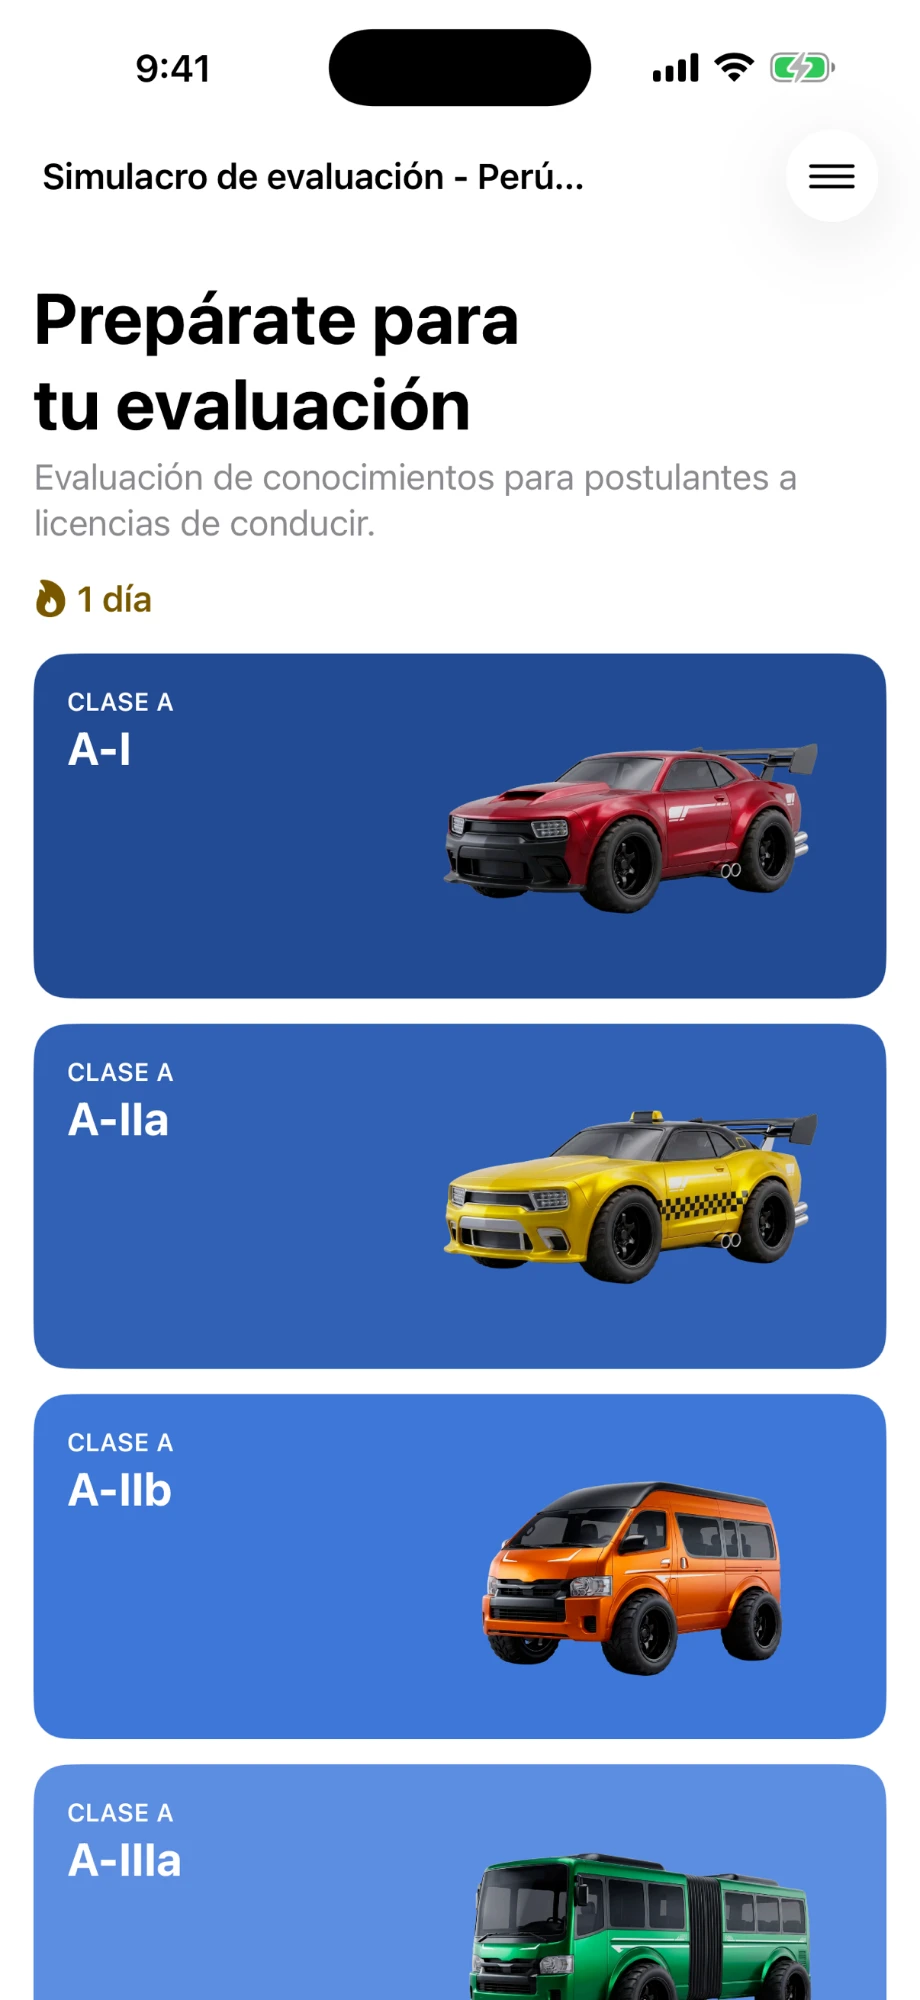 9:41
Simulacro de evaluación - Perú...
Prepárate para
tu evaluación
Evaluación de conocimientos para postulantes a
licencias de conducir.
1 día
CLASE A
A-I
CLASE A
A-IIa
CLASE A
A-IIb
CLASE A
A-IIIa